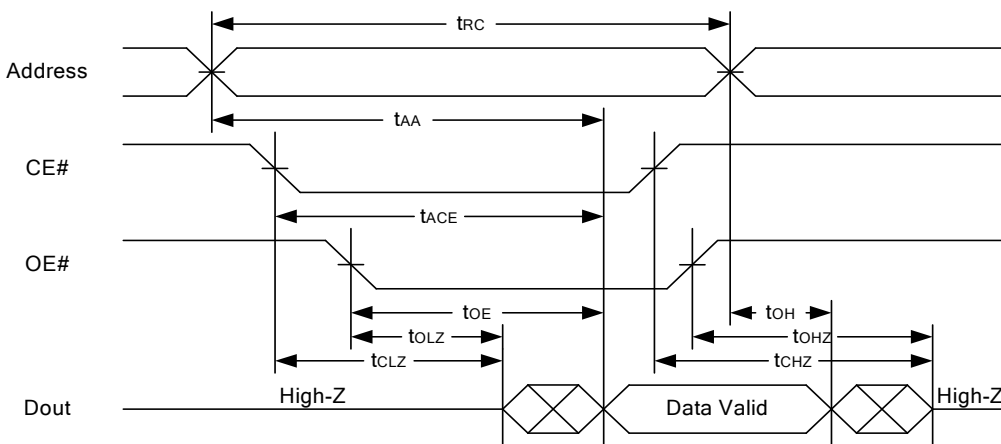 tRC
Address
tAA
CE#
tACE
OE#
tOE
tOH
tOLZ
tOHZ
tCLZ
tCHZ
High-Z
High-Z
Dout
Data Valid